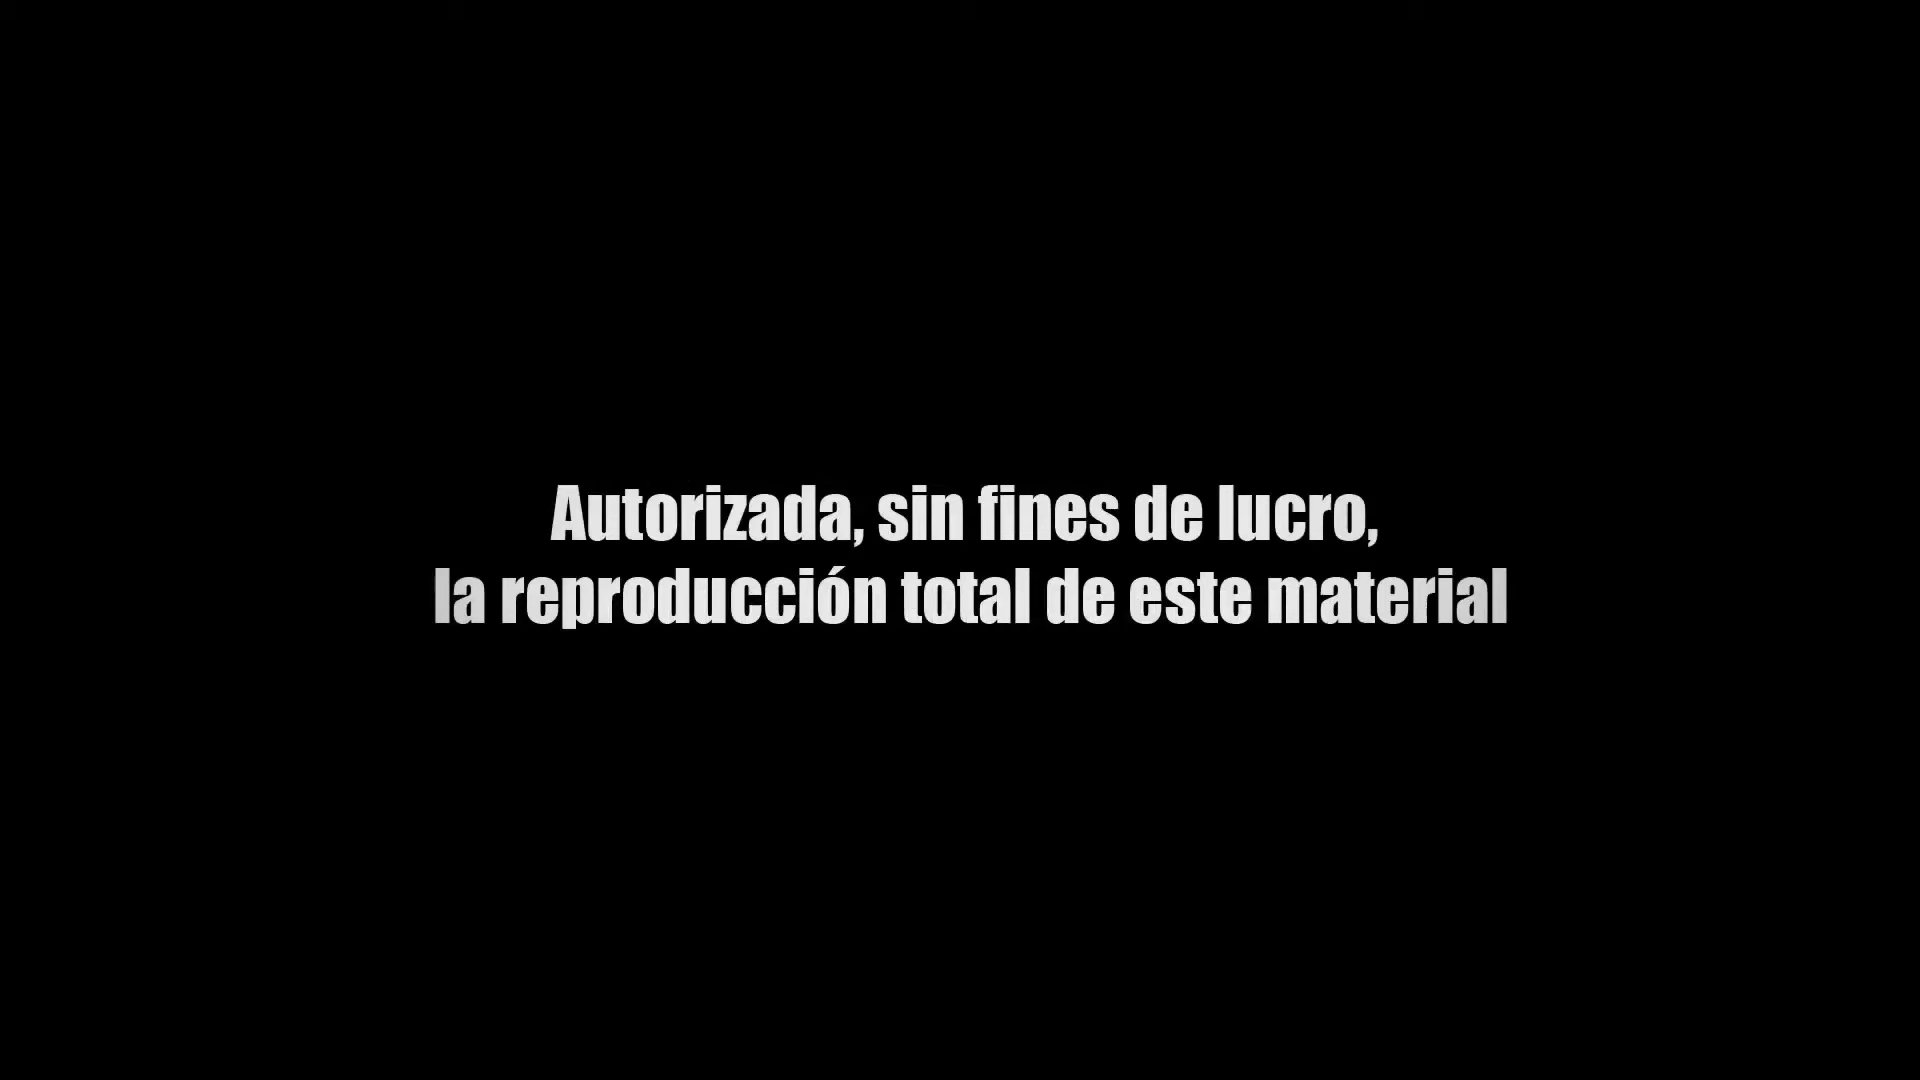 Autorizada, sin fines de lucro,
la reproducción total de este material